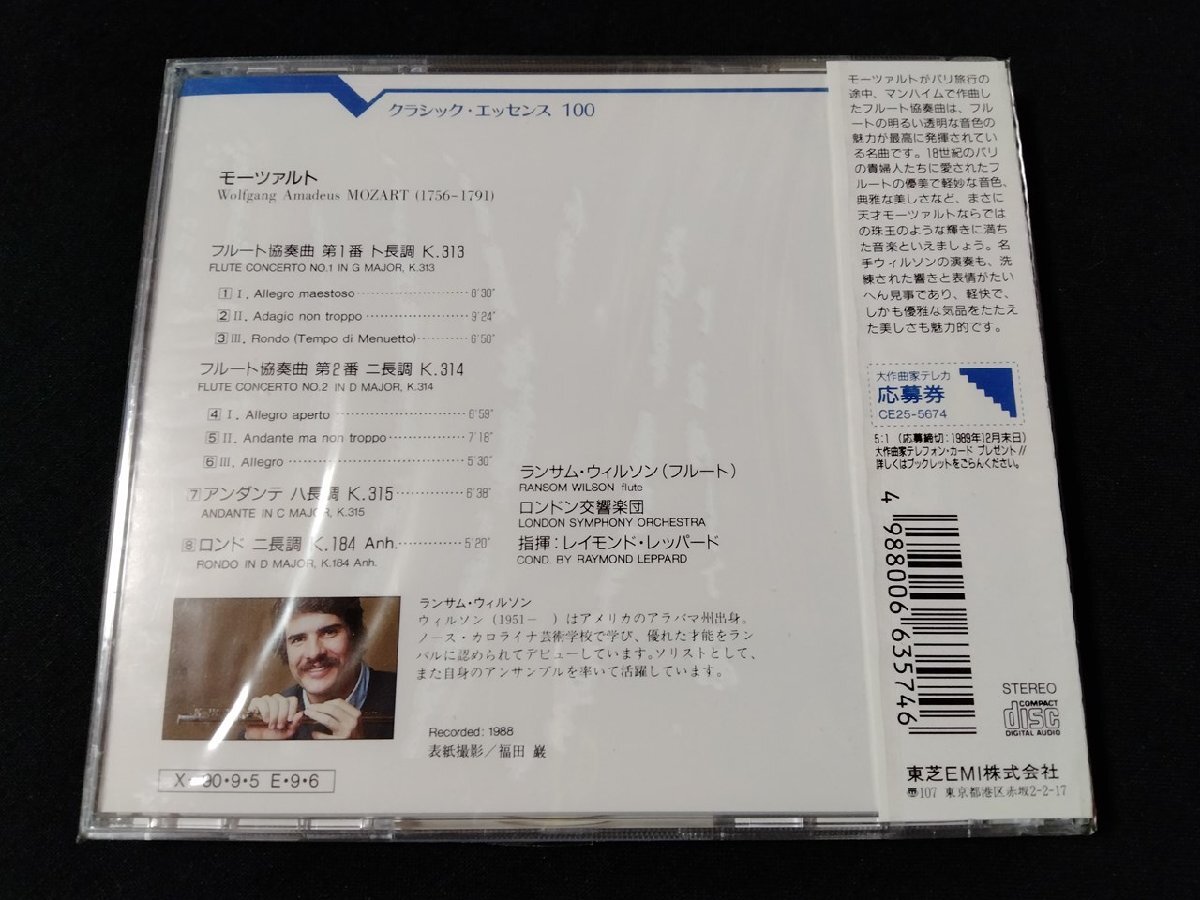 クラシック・エッセンス 100
モーツァルト
Wolfgang Amadeus MOZART (1756-1791)
フルート協奏曲 第1番 ト長調 K.313
FLUTE CONCERTO NO.1 IN G MAJOR, K.313
1 I. Allegro maestoso 8'30"
2 II. Adagio non troppo 9'24"
3 III. Rondo (Tempo di Menuetto) 6'50"
フルート協奏曲 第2番 ニ長調 K.314
FLUTE CONCERTO NO.2 IN D MAJOR, K.314
4 I. Allegro aperto 6'59"
5 II. Andante ma non troppo 7'18"
6 III. Allegro 5'30"
7 アンダンテ ハ長調 K.315 6'38"
ANDANTE IN C MAJOR, K.315
8 ロンド ニ長調 K.184 Anh. 5'20"
RONDO IN D MAJOR, K.184 Anh.
ランサム・ウィルソン(フルート)
RANSOM WILSON flute
ロンドン交響楽団
LONDON SYMPHONY ORCHESTRA
指揮:レイモンド・レッパード
COND. BY RAYMOND LEPPARD
ランサム・ウィルソン
ウィルソン(1951- )はアメリカのアラバマ州出身。
ノース・カロライナ芸術学校で学び、優れた才能をラン
パルに認められてデビューしています。ソリストとして、
また自身のアンサンブルを率いて活躍しています。
Recorded: 1988
表紙撮影/福田 巌
X-90・9・5 E・9・6
モーツァルトがパリ旅行の
途中、マンハイムで作曲し
たフルート協奏曲は、フル
ートの明るい透明な音色の
魅力が最高に発揮されてい
る名曲です。18世紀のパリ
の貴婦人たちに愛されたフ
ルートの優美で軽妙な音色、
典雅な美しさなど、まさに
天才モーツァルトならでは
の珠玉のような輝きに満ち
た音楽といえましょう。名
手ウィルソンの演奏も、洗
練された響きと表情がたい
へん見事であり、軽快で、
しかも優雅な気品をたたえ
た美しさも魅力的です。
大作曲家テレカ
応募券
CE25-5674
5:1 (応募締切:1989年12月末日)
大作曲家テレフォン・カード プレゼント//
詳しくはブックレットをごらんください。
4 988006 635746
STEREO
COMPACT
disc
DIGITAL AUDIO
東芝EMI株式会社
〒107 東京都港区赤坂2-2-17